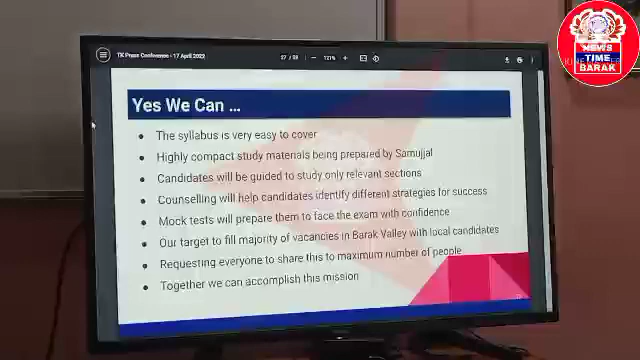 TK Press Conference - 17 April 2022
121%
NEWS
TIME
BARAK
Yes We Can ...
The syllabus is very easy to cover
Highly compact study materials being prepared by Samujjal
Candidates will be guided to study only relevant sections
Counselling will help candidates identify different strategies for success
Mock tests will prepare them to face the exam with confidence
Our target to fill majority of vacancies in Barak Valley with local candidates
Requesting everyone to share this to maximum number of people
Together we can accomplish this mission